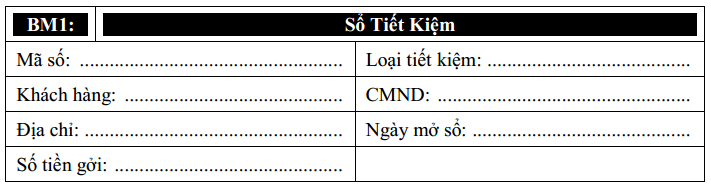 BM1: Sổ Tiết Kiệm
Mã số: ...................................................... Loại tiết kiệm: .........................................
Khách hàng: ............................................ CMND: ...................................................
Địa chỉ: .................................................... Ngày mở sổ: ............................................
Số tiền gởi: ..............................................